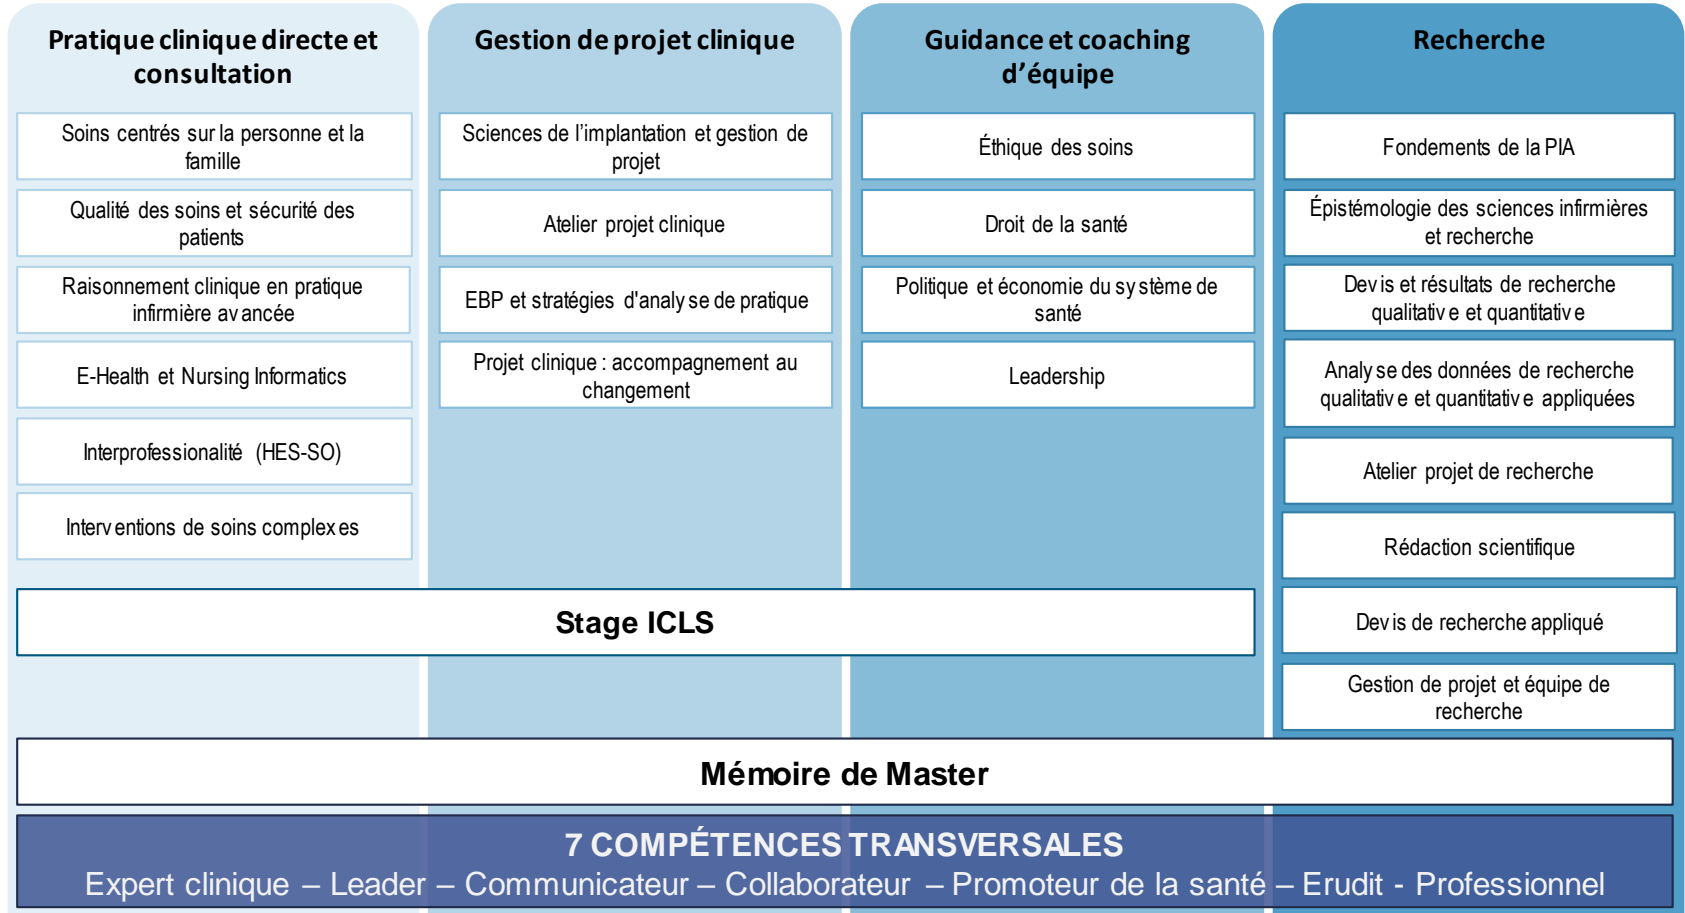 Pratique clinique directe et
consultation
Soins centrés sur la personne et la
famille
Qualité des soins et sécurité des
patients
Raisonnement clinique en pratique
infirmière avancée
E-Health et Nursing Informatics
Interprofessionalité (HES-SO)
Interventions de soins complexes
Gestion de projet clinique
Sciences de l’implantation et gestion de
projet
Atelier projet clinique
EBP et stratégies d'analyse de pratique
Projet clinique : accompagnement au
changement
Guidance et coaching
d’équipe
Éthique des soins
Droit de la santé
Politique et économie du système de
santé
Leadership
Recherche
Fondements de la PIA
Épistémologie des sciences infirmières
et recherche
Devis et résultats de recherche
qualitative et quantitative
Analyse des données de recherche
qualitative et quantitative appliquées
Atelier projet de recherche
Rédaction scientifique
Devis de recherche appliqué
Gestion de projet et équipe de
recherche
Stage ICLS
Mémoire de Master
7 COMPÉTENCES TRANSVERSALES
Expert clinique – Leader – Communicateur – Collaborateur – Promoteur de la santé – Erudit - Professionnel